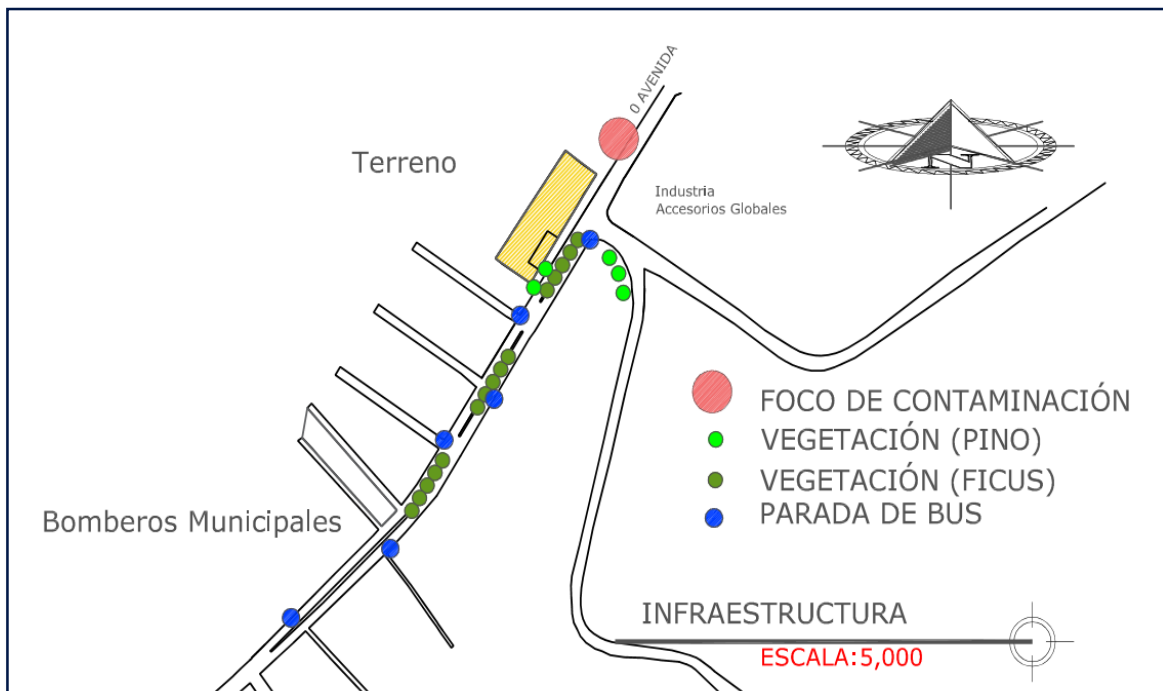 0 AVENIDA
Terreno
Industria
Accesorios Globales
FOCO DE CONTAMINACIÓN
VEGETACIÓN (PINO)
VEGETACIÓN (FICUS)
PARADA DE BUS
Bomberos Municipales
INFRAESTRUCTURA
ESCALA:5,000